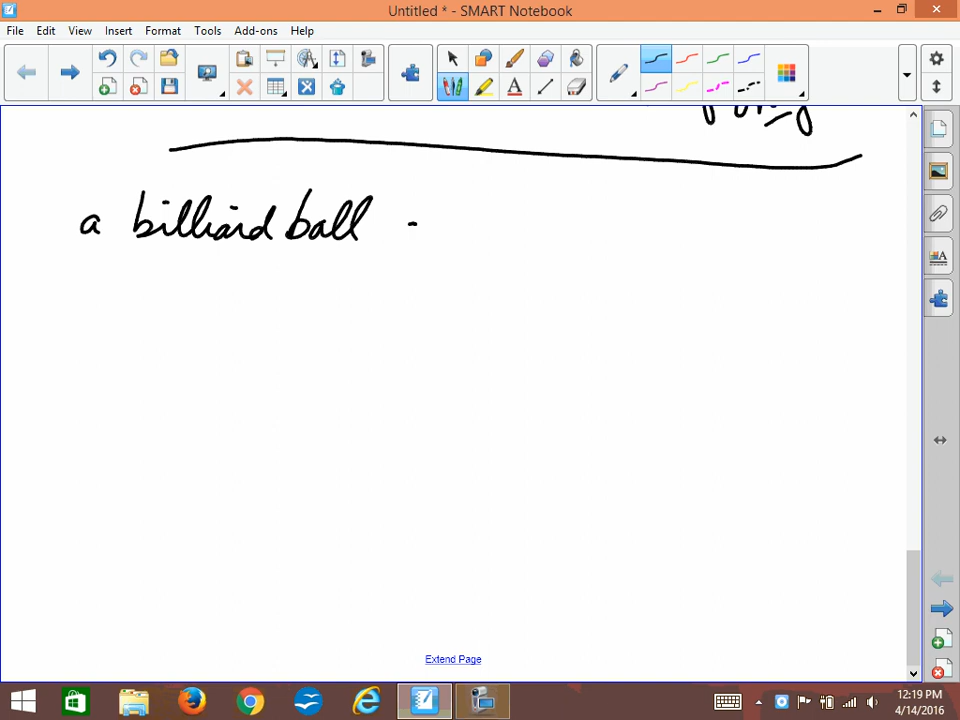 Untitled * - SMART Notebook
File Edit View Insert Format Tools Add-ons Help
a billiard ball -
Extend Page
12:19 PM
4/14/2016